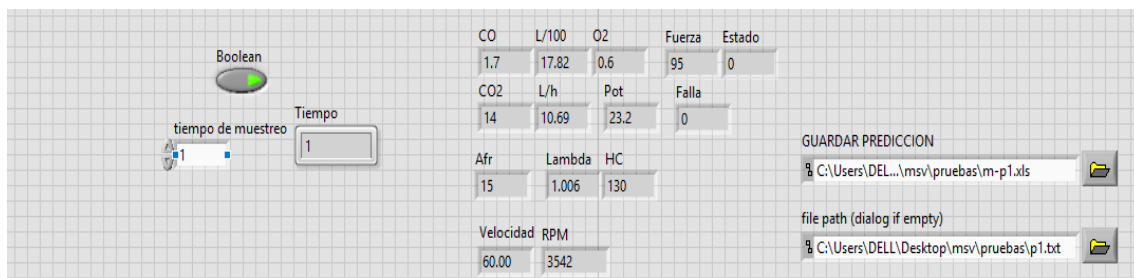 Boolean
tiempo de muestreo
1
Tiempo
1
CO L/100 O2 Fuerza Estado
1.7 17.82 0.6 95 0
CO2 L/h Pot Falla
14 10.69 23.2 0
Afr Lambda HC
15 1.006 130
Velocidad RPM
60.00 3542
GUARDAR PREDICCION
C:\Users\DEL...\msv\pruebas\m-p1.xls
file path (dialog if empty)
C:\Users\DELL\Desktop\msv\pruebas\p1.txt